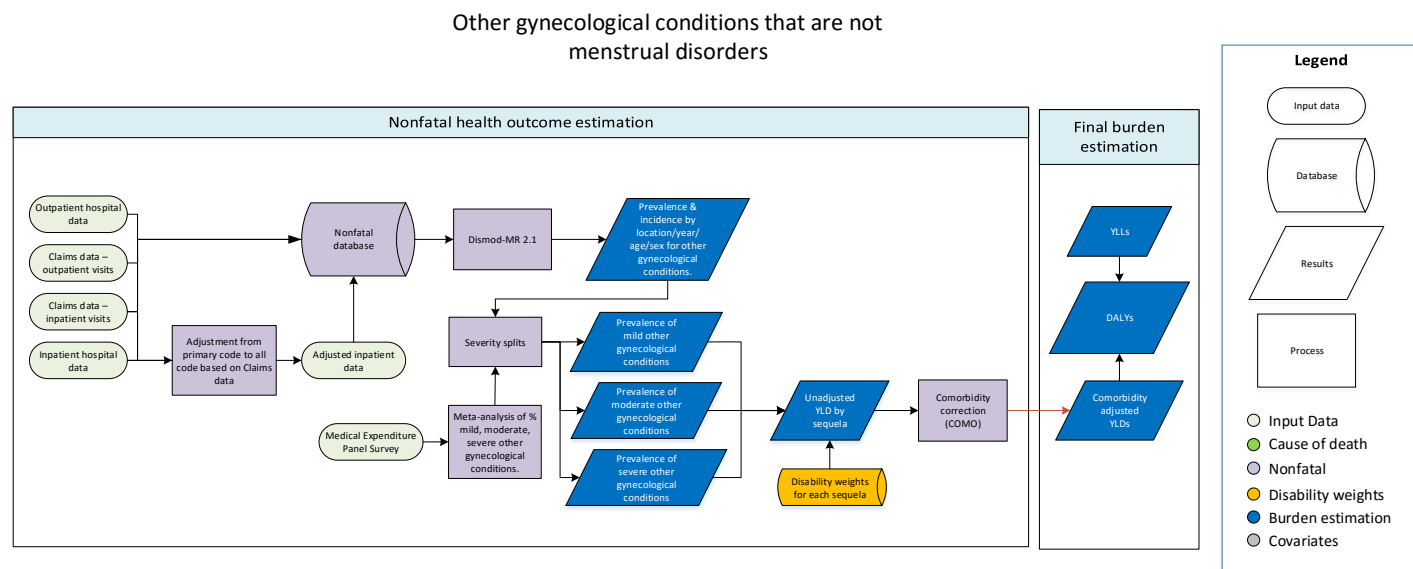 Other gynecological conditions that are not
menstrual disorders
Nonfatal health outcome estimation
Outpatient hospital
data
Claims data –
outpatient visits
Claims data –
inpatient visits
Inpatient hospital
data
Adjustment from
primary code to all
code based on Claims
data
Adjusted inpatient
data
Nonfatal
database
Dismod-MR 2.1
Prevalence &
incidence by
location/year/
age/sex for other
gynecological
conditions.
Severity splits
Medical Expenditure
Panel Survey
Meta-analysis of %
mild, moderate,
severe other
gynecological
conditions.
Prevalence of
mild other
gynecological
conditions
Prevalence of
moderate other
gynecological
conditions
Prevalence of
severe other
gynecological
conditions
Unadjusted
YLD by
sequela
Disability weights
for each sequela
Comorbidity
correction
(COMO)
Final burden
estimation
YLLs
DALYs
Comorbidity
adjusted
YLDs
Legend
Input data
Database
Results
Process
Input Data
Cause of death
Nonfatal
Disability weights
Burden estimation
Covariates